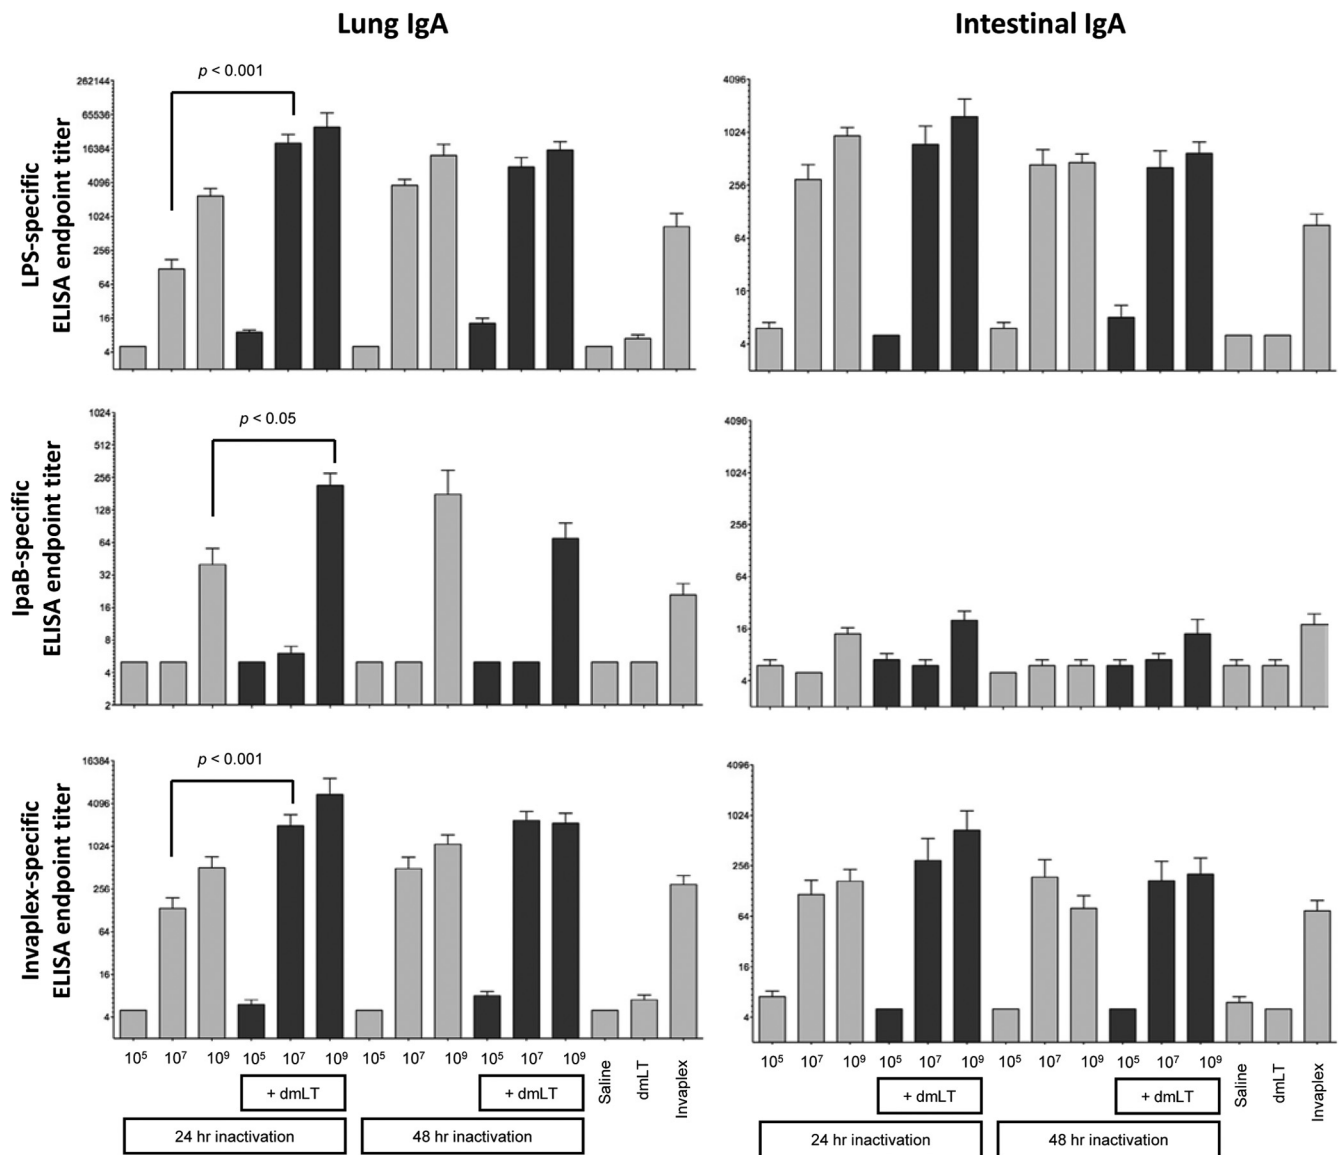 Lung IgA
Intestinal IgA
LPS-specific
ELISA endpoint titer
262144
65536
16384
4096
1024
256
64
16
4
p < 0.001
4096
1024
256
64
16
4
IpaB-specific
ELISA endpoint titer
1024
512
256
128
64
32
16
8
4
2
p < 0.05
4096
1024
256
64
16
4
Invaplex-specific
ELISA endpoint titer
16384
4096
1024
256
64
16
4
p < 0.001
4096
1024
256
64
16
4
10⁵ 10⁷ 10⁹ 10⁵ 10⁷ 10⁹ 10⁵ 10⁷ 10⁹ 10⁵ 10⁷ 10⁹ Saline dmLT Invaplex
+ dmLT + dmLT
24 hr inactivation 48 hr inactivation
10⁵ 10⁷ 10⁹ 10⁵ 10⁷ 10⁹ 10⁵ 10⁷ 10⁹ 10⁵ 10⁷ 10⁹ Saline dmLT Invaplex
+ dmLT + dmLT
24 hr inactivation 48 hr inactivation